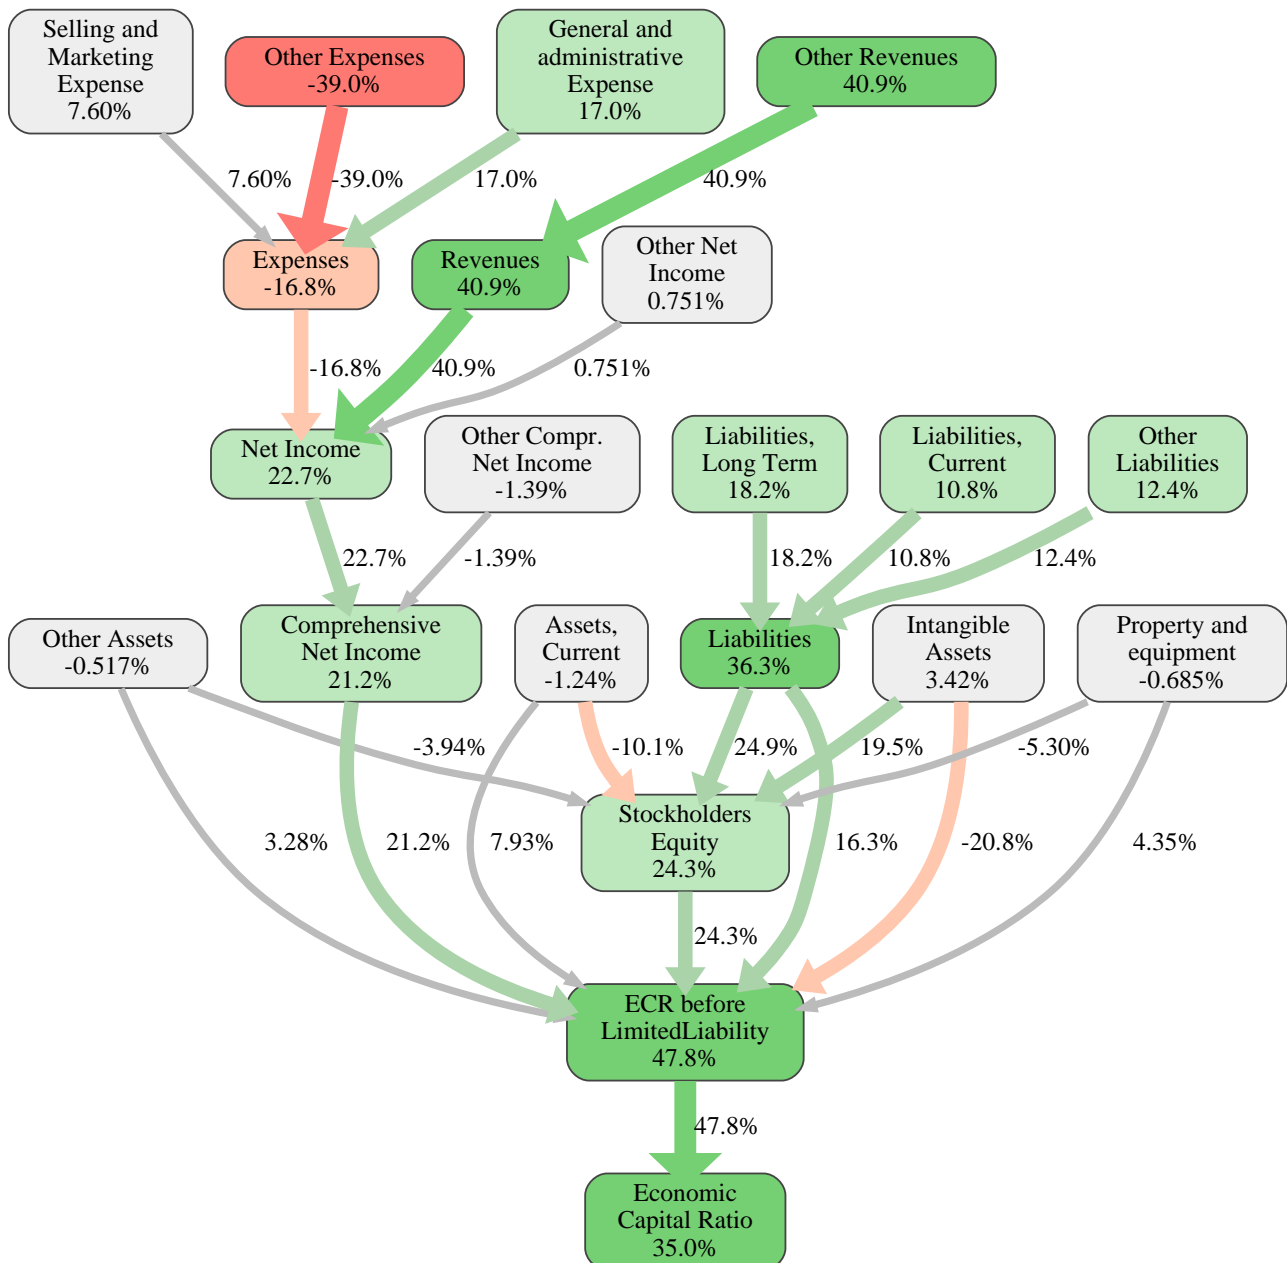 Selling and
Marketing
Expense
7.60%
Other Expenses
-39.0%
General and
administrative
Expense
17.0%
Other Revenues
40.9%
7.60%
-39.0%
17.0%
40.9%
Expenses
-16.8%
Revenues
40.9%
Other Net
Income
0.751%
-16.8%
40.9%
0.751%
Net Income
22.7%
Other Compr.
Net Income
-1.39%
Liabilities,
Long Term
18.2%
Liabilities,
Current
10.8%
Other
Liabilities
12.4%
22.7%
-1.39%
18.2%
10.8%
12.4%
Other Assets
-0.517%
Comprehensive
Net Income
21.2%
Assets,
Current
-1.24%
Liabilities
36.3%
Intangible
Assets
3.42%
Property and
equipment
-0.685%
-3.94%
-10.1%
24.9%
19.5%
-5.30%
Stockholders
Equity
24.3%
3.28%
21.2%
7.93%
16.3%
-20.8%
4.35%
24.3%
ECR before
LimitedLiability
47.8%
47.8%
Economic
Capital Ratio
35.0%